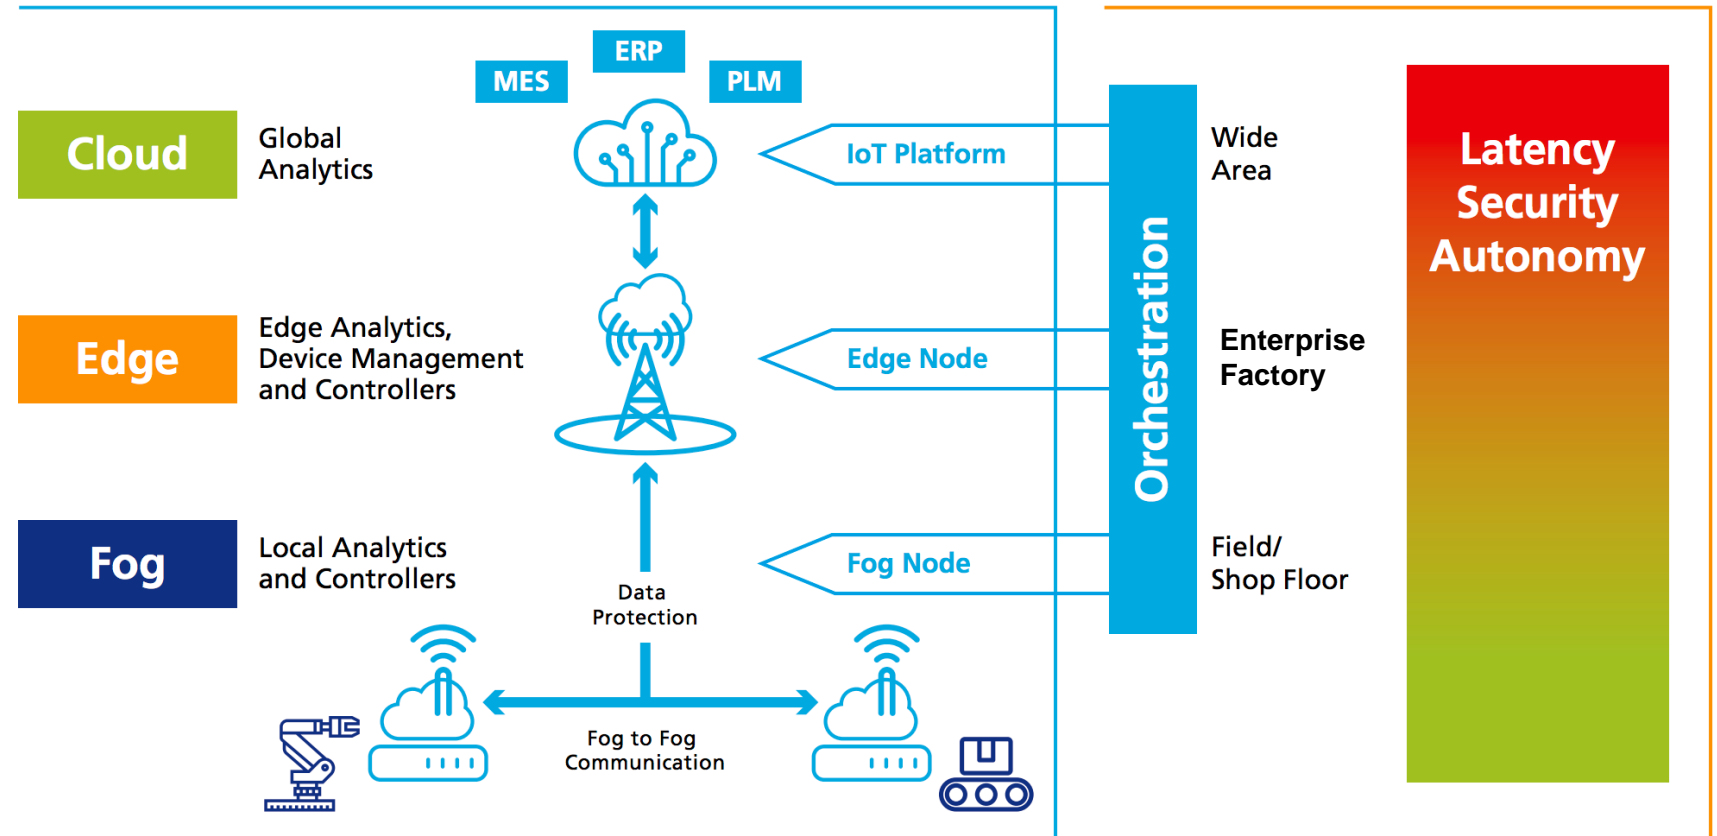 ERP
MES
PLM
Cloud
Global
Analytics
IoT Platform
Wide
Area
Latency
Security
Autonomy
Orchestration
Edge
Edge Analytics,
Device Management
and Controllers
Edge Node
Enterprise
Factory
Fog
Local Analytics
and Controllers
Fog Node
Field/
Shop Floor
Data
Protection
Fog to Fog
Communication